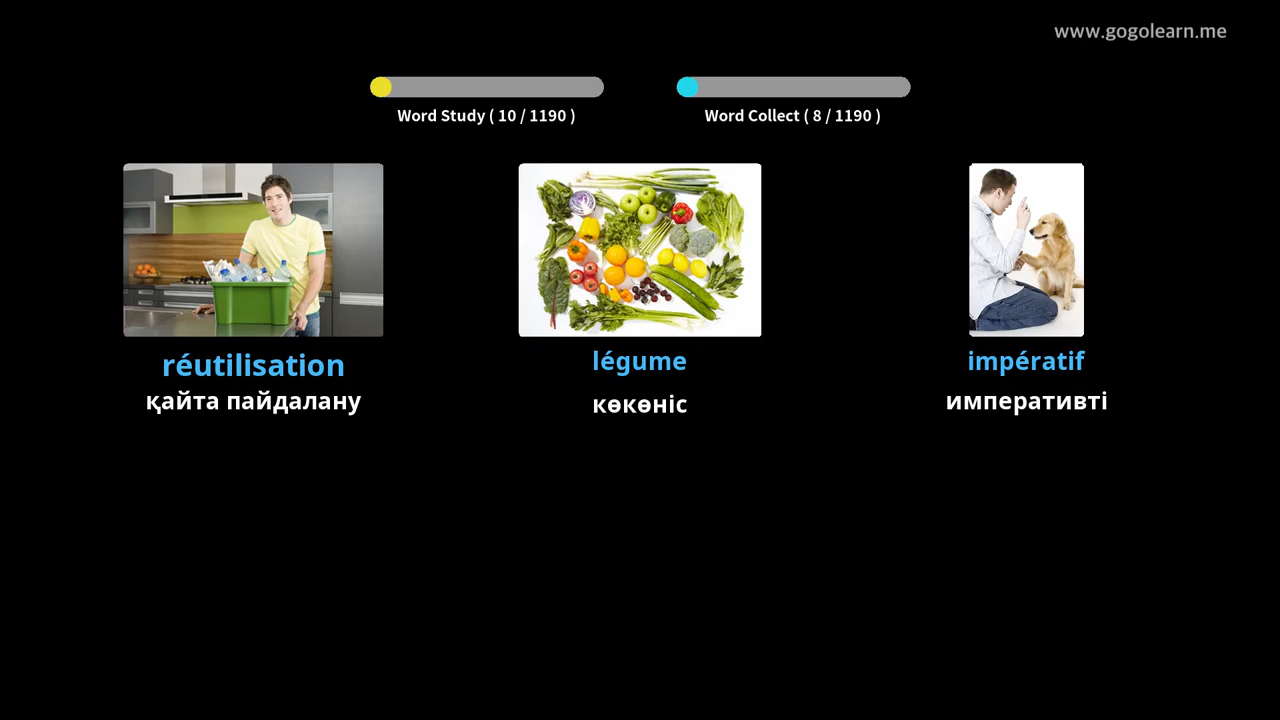 www.gogolearn.me
Word Study ( 10 / 1190 )
Word Collect ( 8 / 1190 )
réutilisation
қайта пайдалану
légume
көкөніс
impératif
императивті